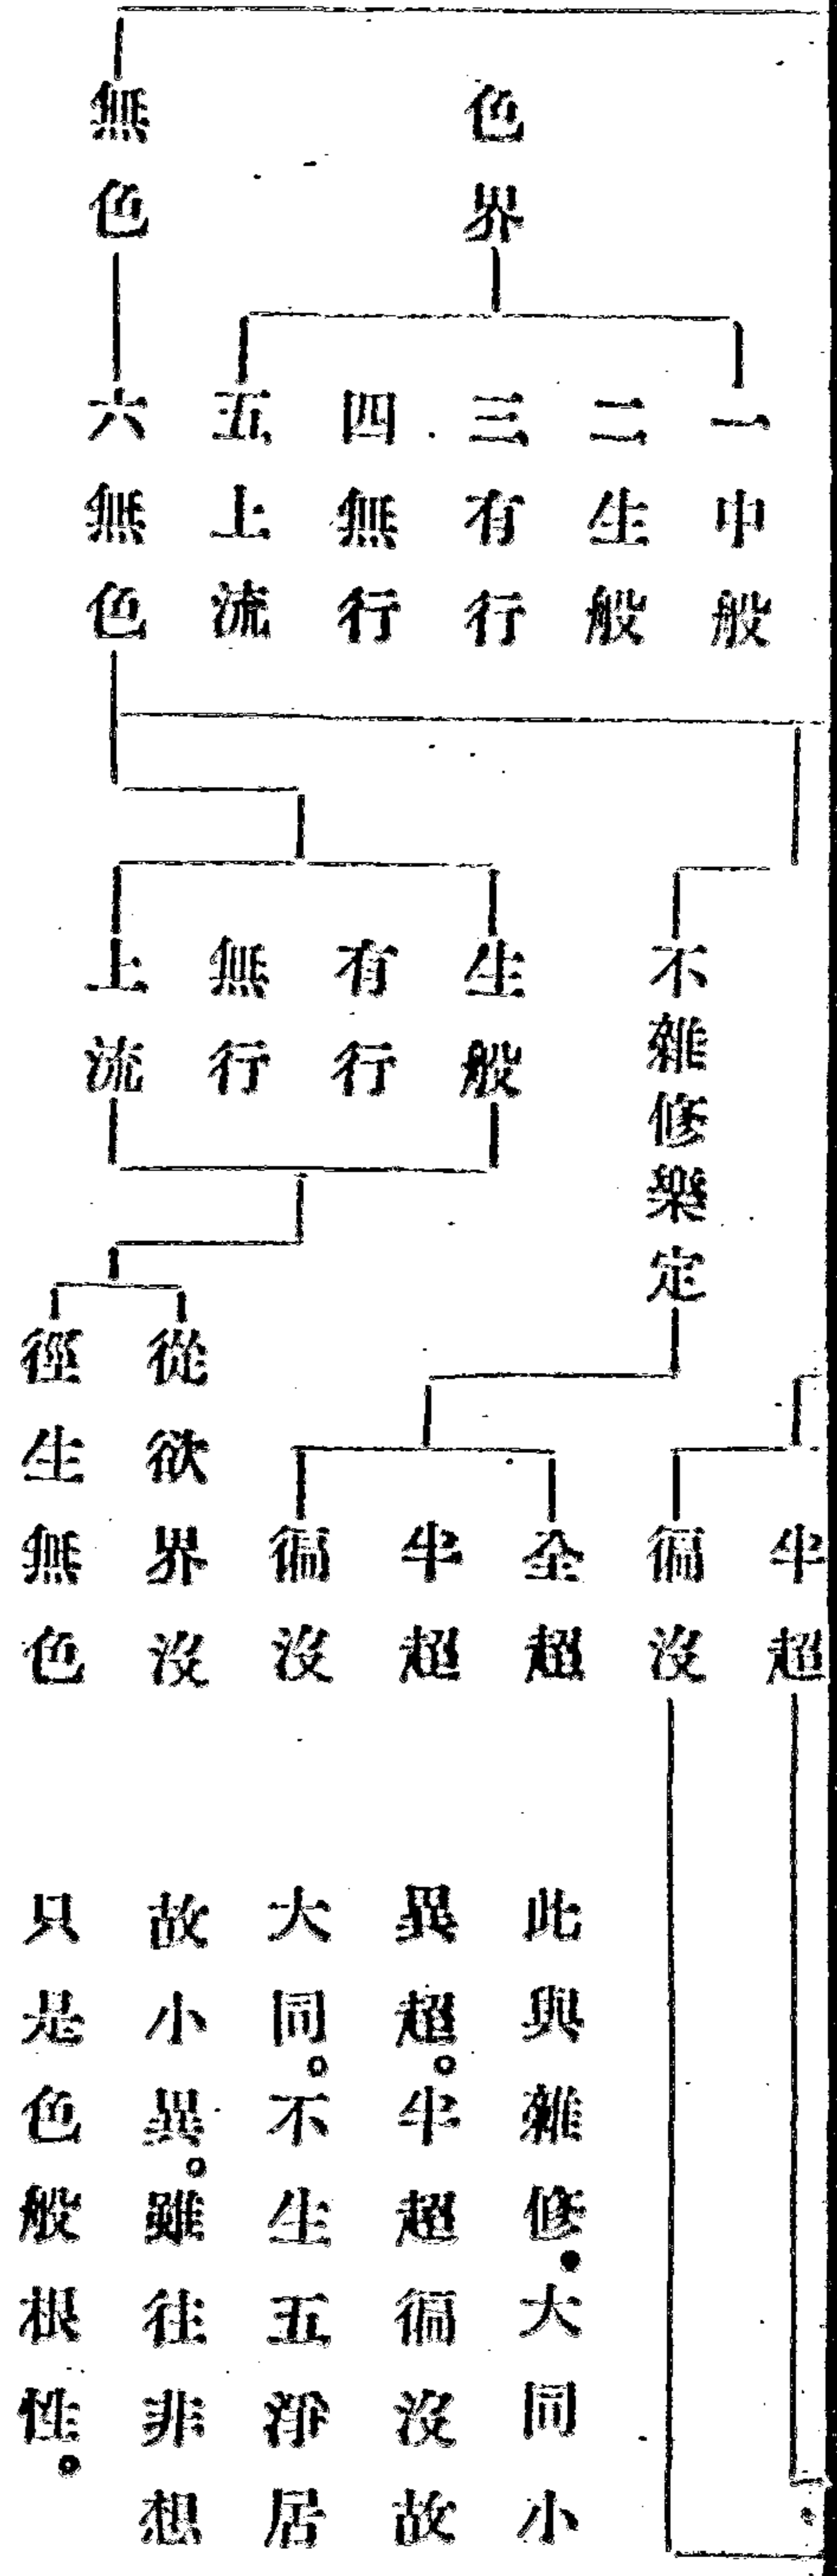 色界
無色
一中般
二生般
三有行
四無行
五上流
六無色
不雜修樂定
生般
有行
無行
上流
半超
徧沒
全超
半超
徧沒
從欲界沒
徑生無色
此與雜修大同小
異超。半超徧沒故
大同。不生五淨居
故小異。雖往非想
只是色般根性。